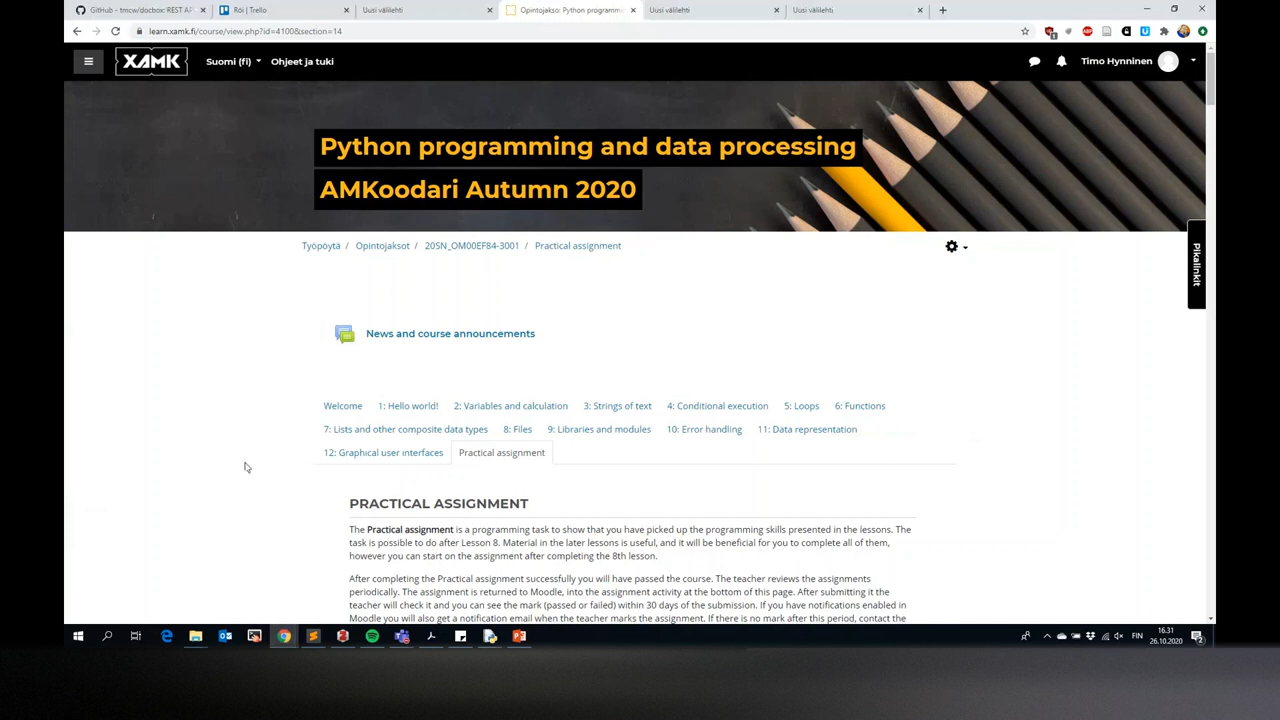 GitHub - tmcw/docbox: REST AP
Röi | Trello
Uusi välilehti
Opintojakso: Python programmi
Uusi välilehti
Uusi välilehti
learn.xamk.fi/course/view.php?id=4100&section=14
XAMK
Suomi (fi)
Ohjeet ja tuki
Timo Hynninen
Python programming and data processing
AMKoodari Autumn 2020
Työpöytä / Opintojaksot / 20SN_OM00EF84-3001 / Practical assignment
Pikalinkit
News and course announcements
Welcome 1: Hello world! 2: Variables and calculation 3: Strings of text 4: Conditional execution 5: Loops 6: Functions
7: Lists and other composite data types 8: Files 9: Libraries and modules 10: Error handling 11: Data representation
12: Graphical user interfaces Practical assignment
PRACTICAL ASSIGNMENT
The Practical assignment is a programming task to show that you have picked up the programming skills presented in the lessons. The
task is possible to do after Lesson 8. Material in the later lessons is useful, and it will be beneficial for you to complete all of them,
however you can start on the assignment after completing the 8th lesson.
After completing the Practical assignment successfully you will have passed the course. The teacher reviews the assignments
periodically. The assignment is returned to Moodle, into the assignment activity at the bottom of this page. After submitting it the
teacher will check it and you can see the mark (passed or failed) within 30 days of the submission. If you have notifications enabled in
Moodle you will also get a notification email when the teacher marks the assignment. If there is no mark after this period, contact the
FIN
16.31
26.10.2020